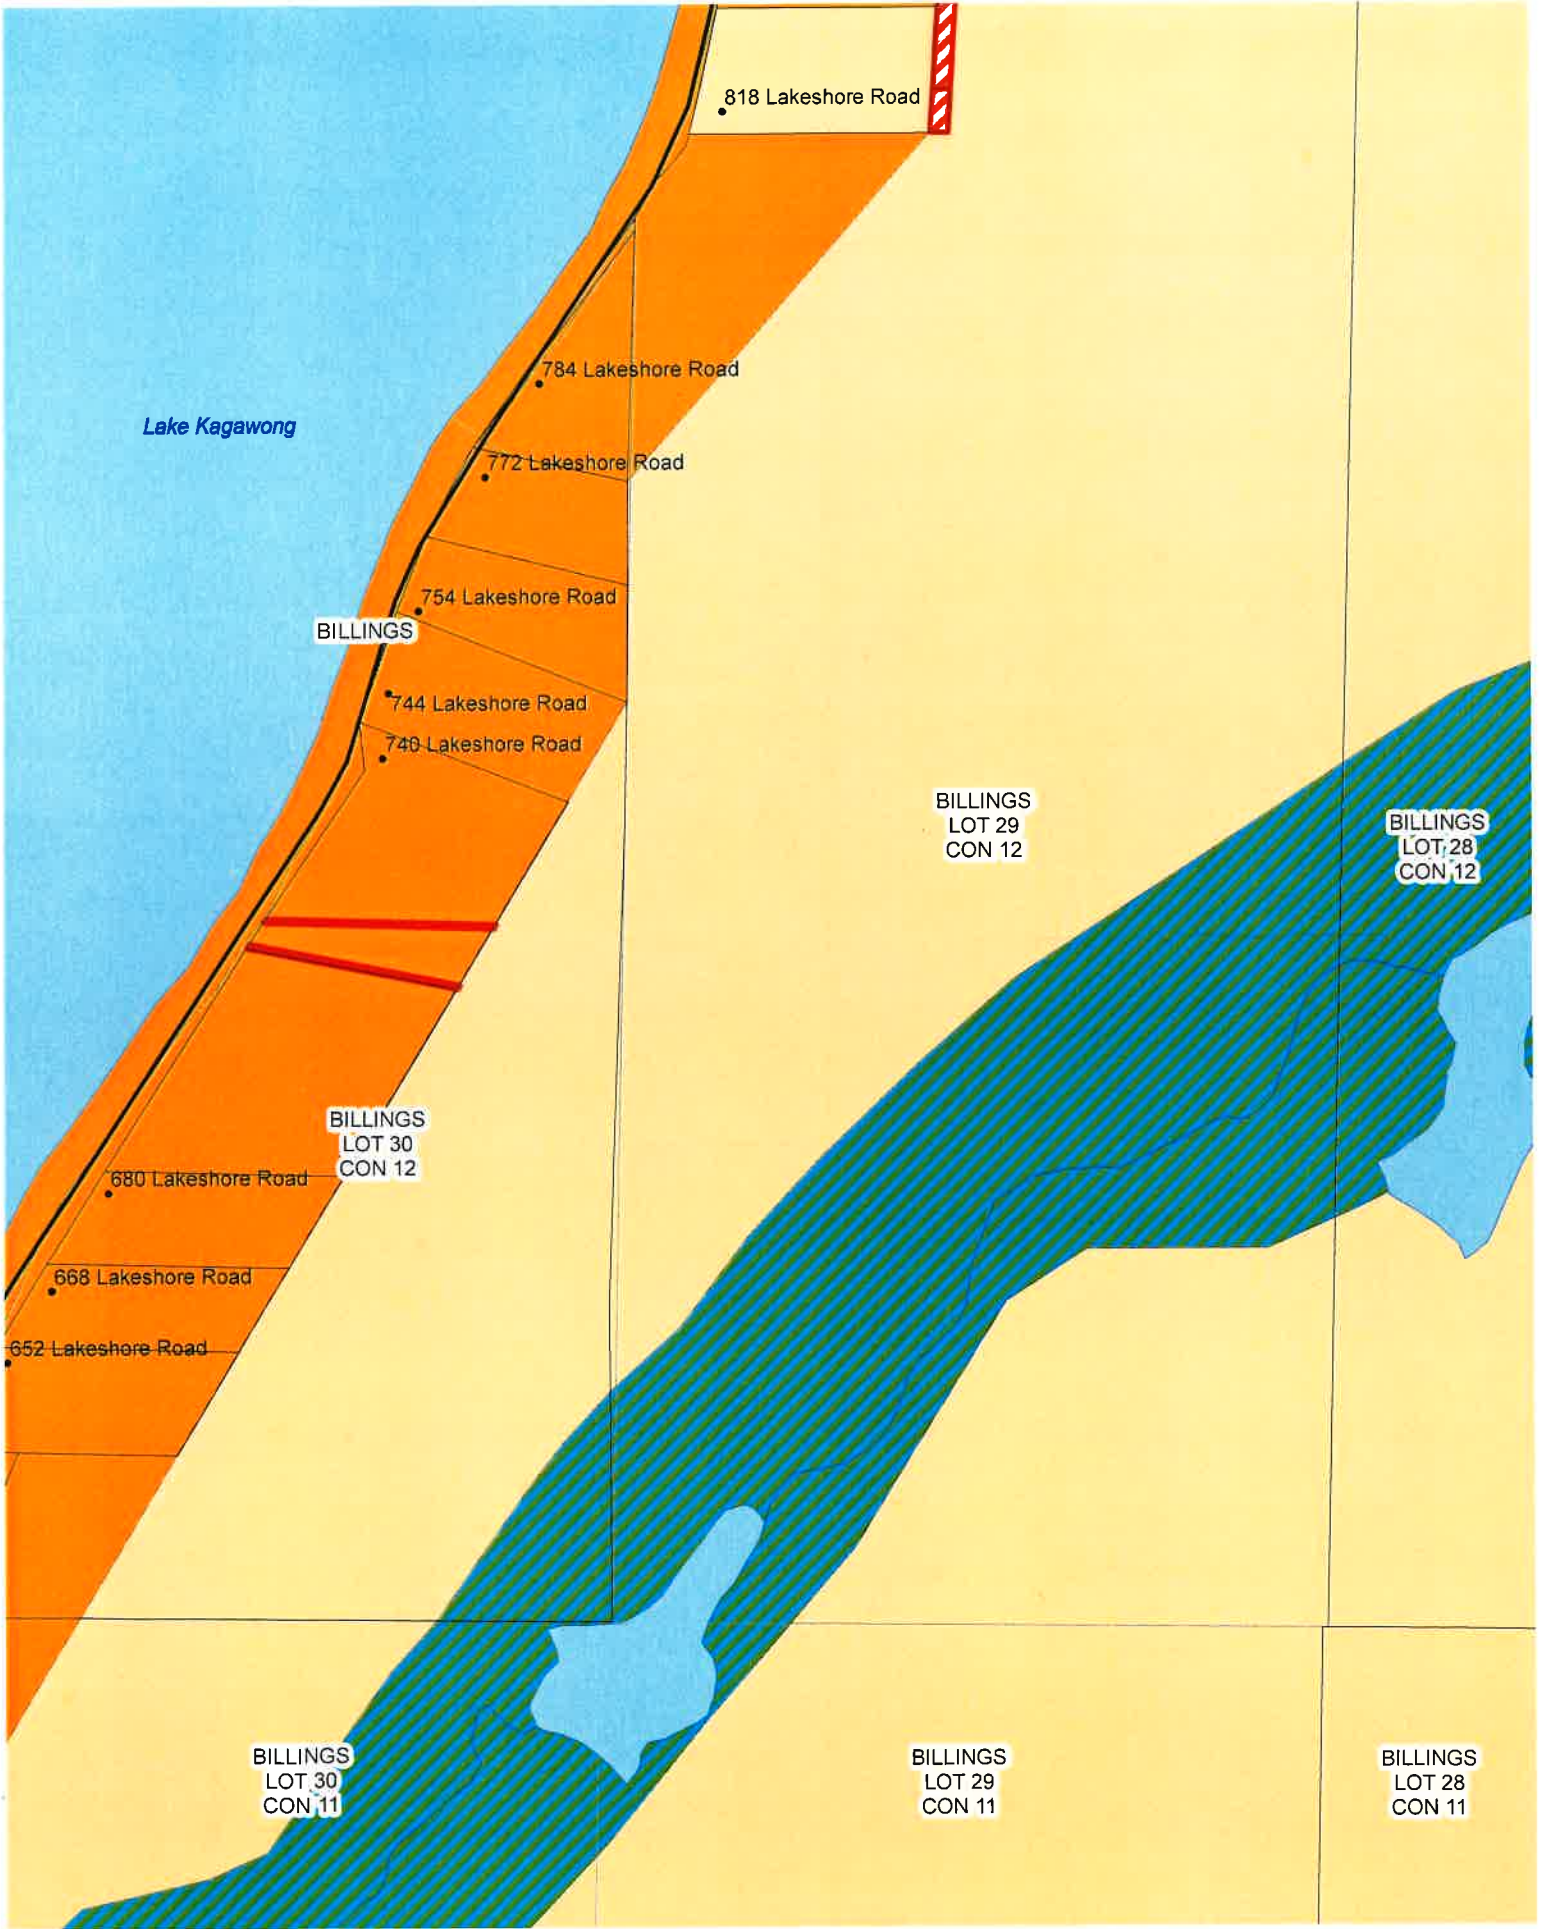 818 Lakeshore Road
784 Lakeshore Road
Lake Kagawong
772 Lakeshore Road
754 Lakeshore Road
BILLINGS
744 Lakeshore Road
740 Lakeshore Road
BILLINGS
LOT 29
CON 12
BILLINGS
LOT 28
CON 12
BILLINGS
LOT 30
CON 12
680 Lakeshore Road
668 Lakeshore Road
652 Lakeshore Road
BILLINGS
LOT 30
CON 11
BILLINGS
LOT 29
CON 11
BILLINGS
LOT 28
CON 11